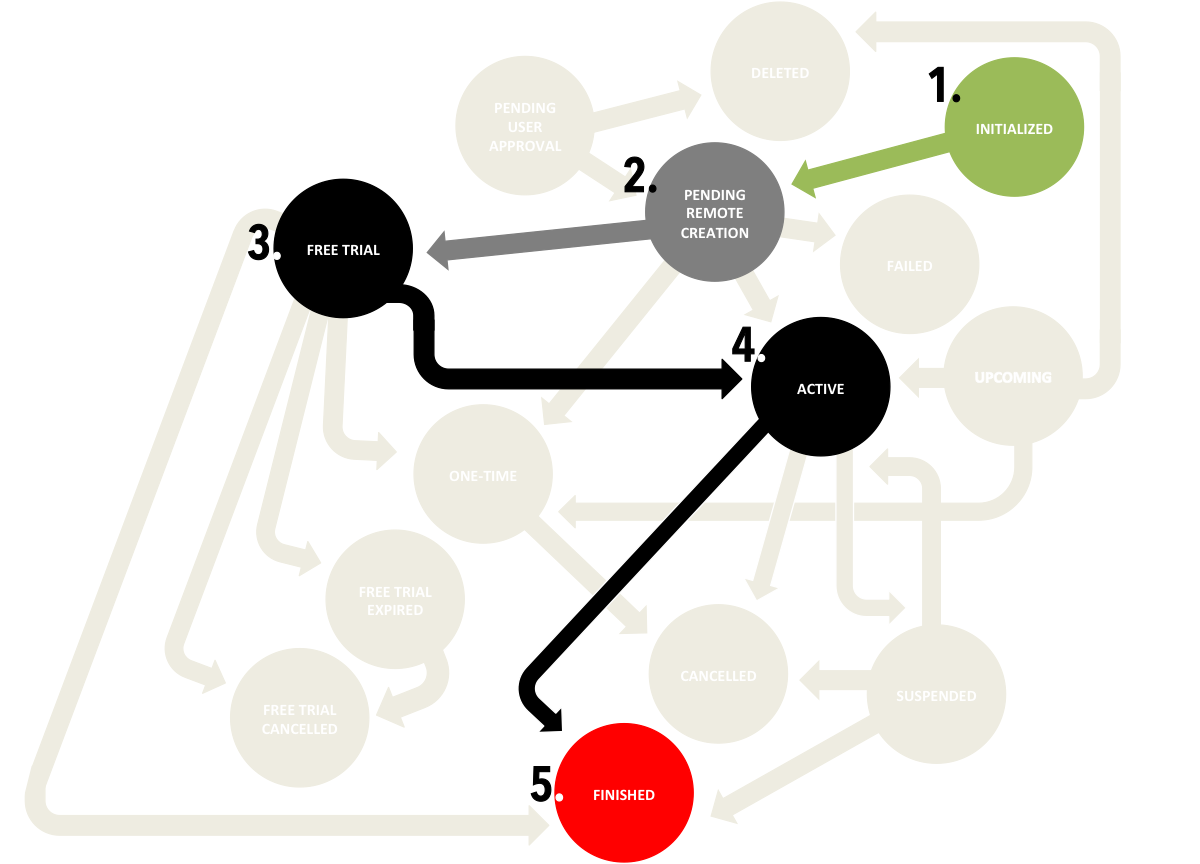 DELETED
1.
INITIALIZED
PENDING
USER
APPROVAL
2.
PENDING
REMOTE
CREATION
3.
FREE TRIAL
FAILED
4.
ACTIVE
UPCOMING
ONE-TIME
FREE TRIAL
EXPIRED
CANCELLED
SUSPENDED
FREE TRIAL
CANCELLED
5.
FINISHED